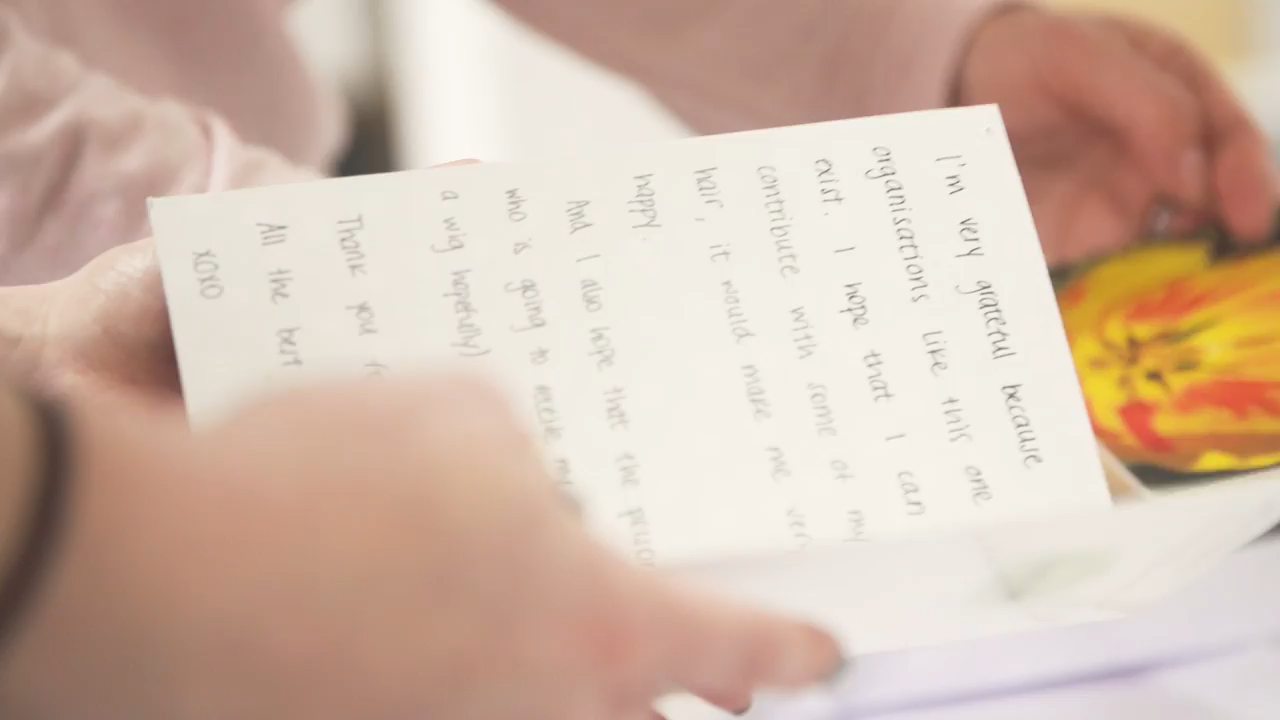 I'm very grateful because
organisations like this one
exist. I hope that I can
contribute with some of my
hair, it would make me very
happy.
And I also hope that the
who is going to
a wig hopefully)
Thank you
All the best
xoxo